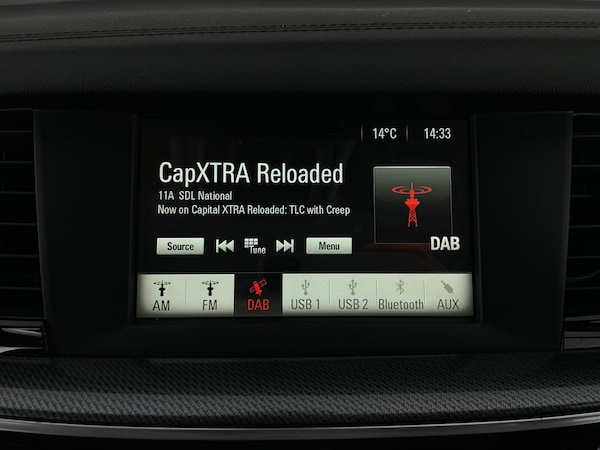 14°C 14:33
CapXTRA Reloaded
11A SDL National
Now on Capital XTRA Reloaded: TLC with Creep
DAB
Source Tune Menu
AM FM DAB USB 1 USB 2 Bluetooth AUX